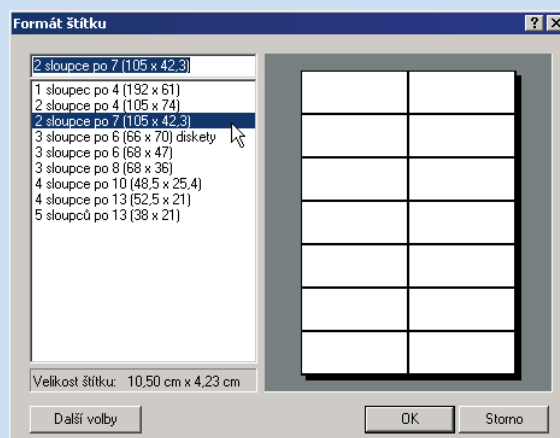 Formát štítku
2 sloupce po 7 (105 x 42,3)
1 sloupec po 4 (192 x 61)
2 sloupce po 4 (105 x 74)
2 sloupce po 7 (105 x 42,3)
3 sloupce po 6 (66 x 70) diskety
3 sloupce po 6 (68 x 47)
3 sloupce po 8 (68 x 36)
4 sloupce po 10 (48,5 x 25,4)
4 sloupce po 13 (52,5 x 21)
5 sloupců po 13 (38 x 21)
Velikost štítku: 10,50 cm x 4,23 cm
Další volby
OK
Storno